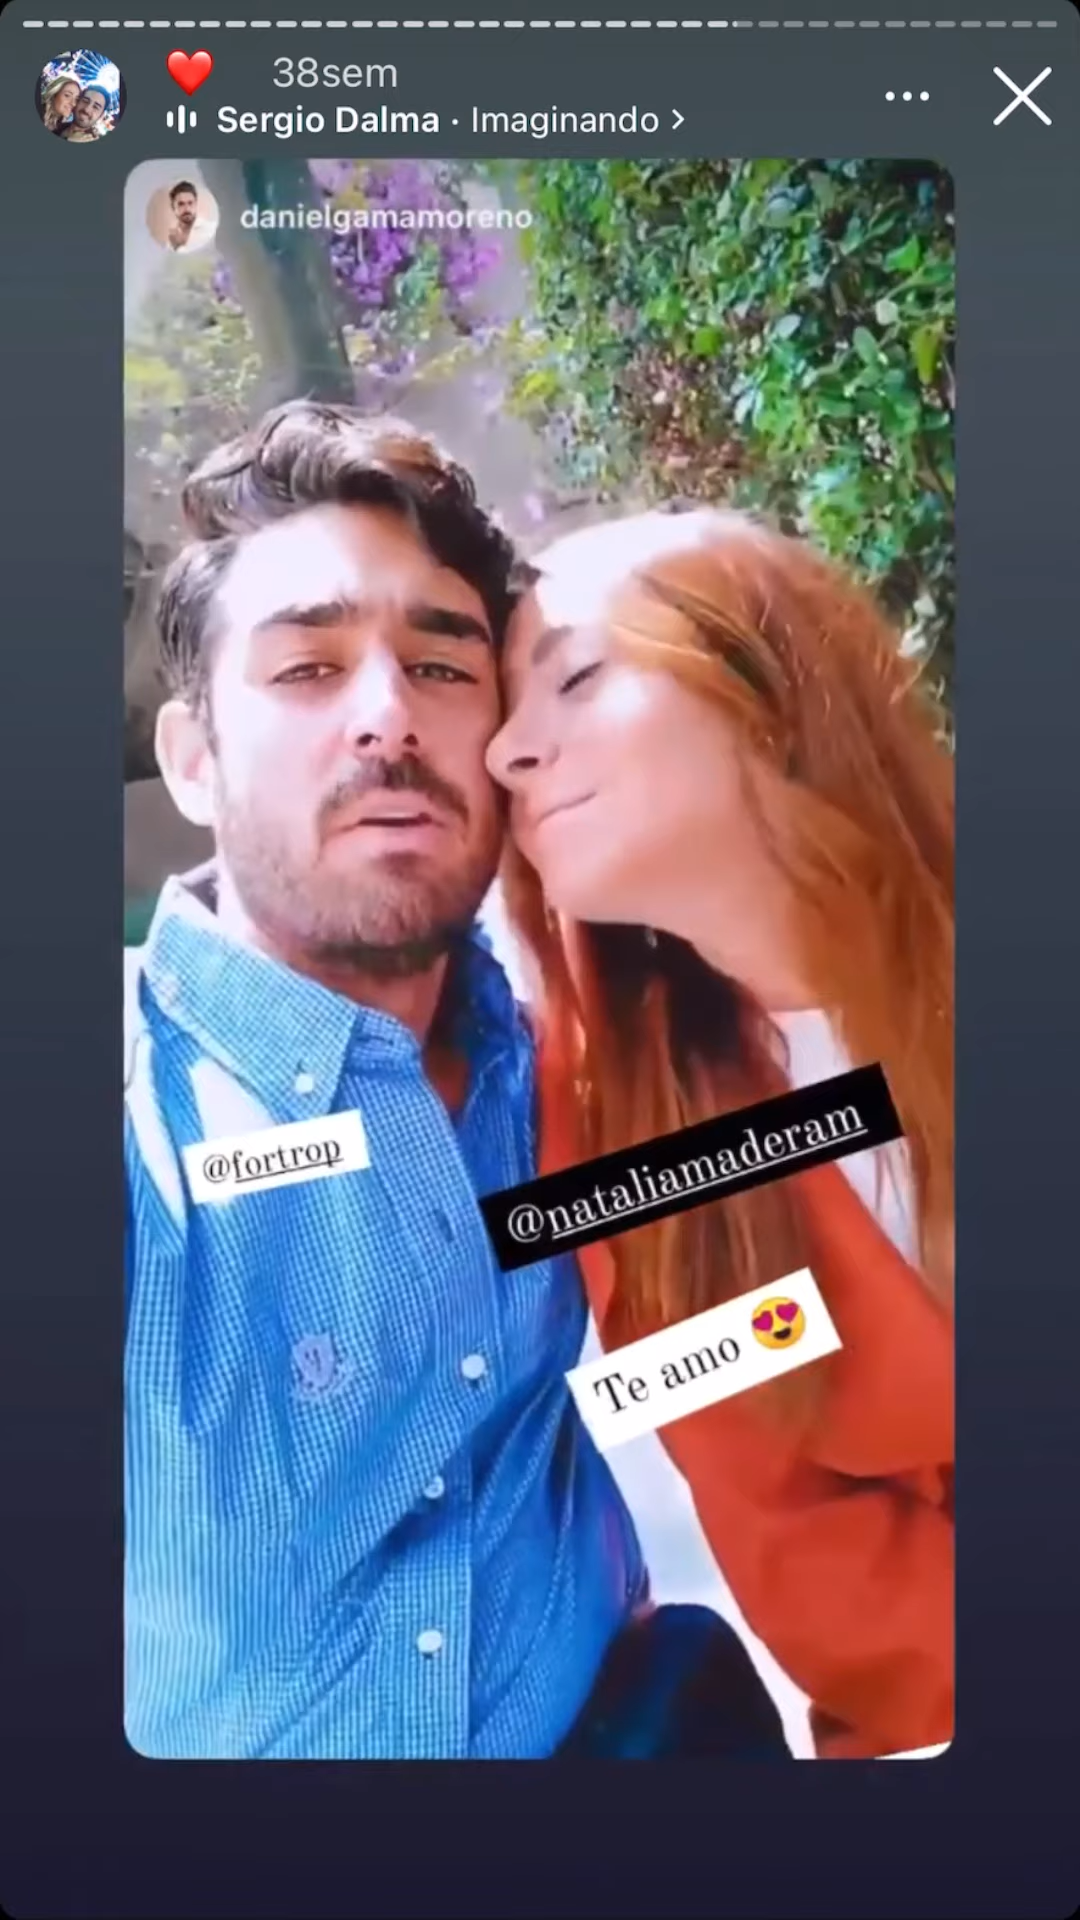 ❤️ 38sem
Sergio Dalma · Imaginando >
danielgamamoreno
@fortrop
@nataliamaderam
Te amo 😍